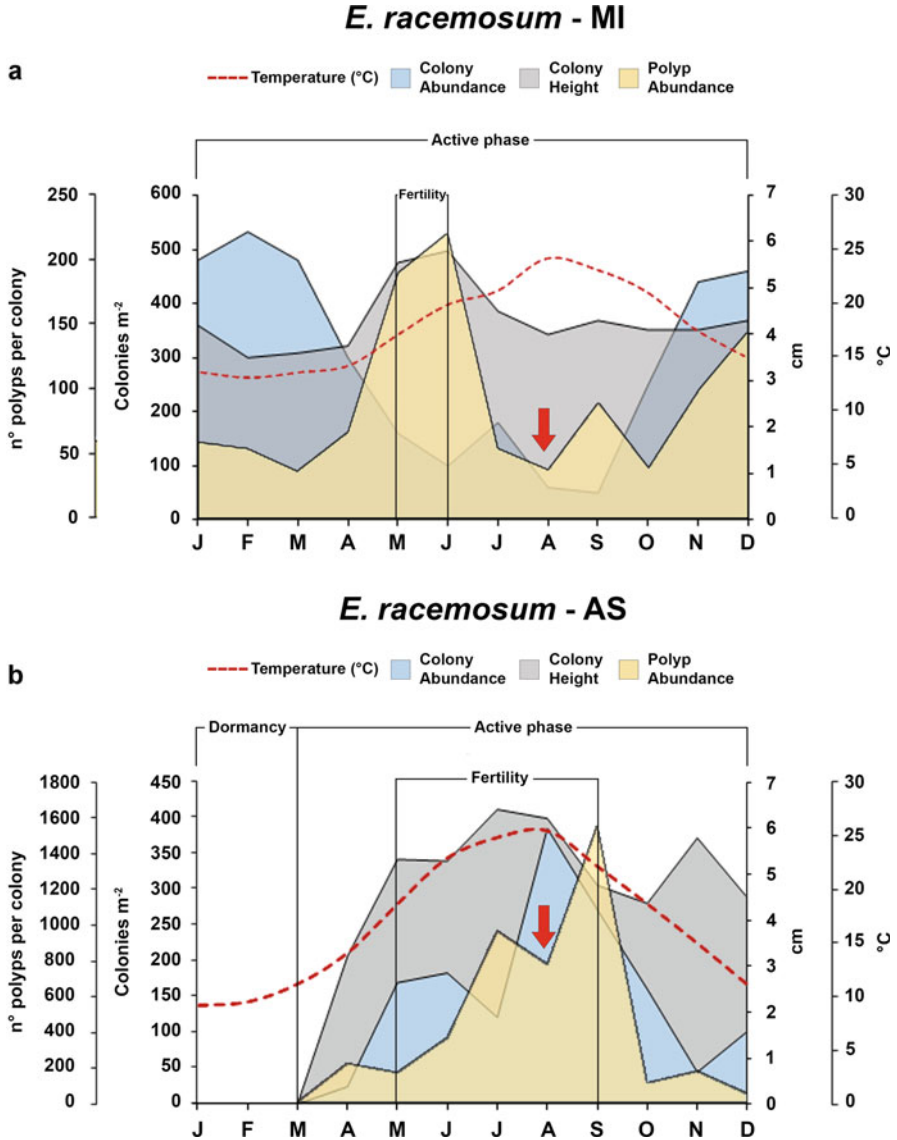 E. racemosum - MI
a
Temperature (°C)
Colony
Abundance
Colony
Height
Polyp
Abundance
Active phase
Fertility
n° polyps per colony
250
200
150
100
50
0
Colonies m-2
600
500
400
300
200
100
0
7
6
5
4
3
2
1
0
cm
30
25
20
15
10
5
0
°C
J F M A M J J A S O N D
E. racemosum - AS
b
Temperature (°C)
Colony
Abundance
Colony
Height
Polyp
Abundance
Dormancy
Active phase
Fertility
n° polyps per colony
1800
1600
1400
1200
1000
800
600
400
200
0
Colonies m-2
450
400
350
300
250
200
150
100
50
0
7
6
5
4
3
2
1
0
cm
30
25
20
15
10
5
0
°C
J F M A M J J A S O N D